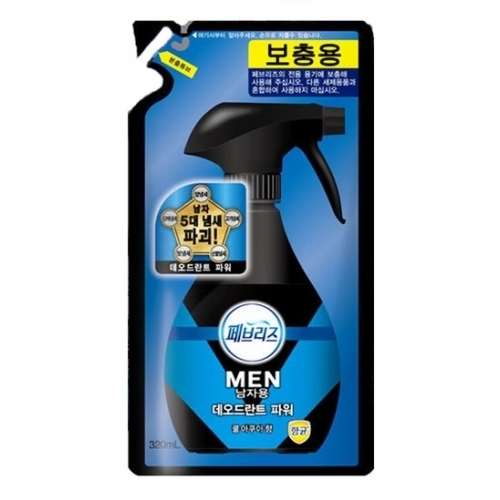 보충용
페브리즈의 전용 용기에 보충해
사용해 주십시오. 다른 세제용품과
혼합하여 사용하지 마십시오.
남자
5대 냄새
파괴!
데오드란트 파워
페브리즈
MEN
남자용
데오드란트 파워
쿨 아쿠아 향
항균
320mL